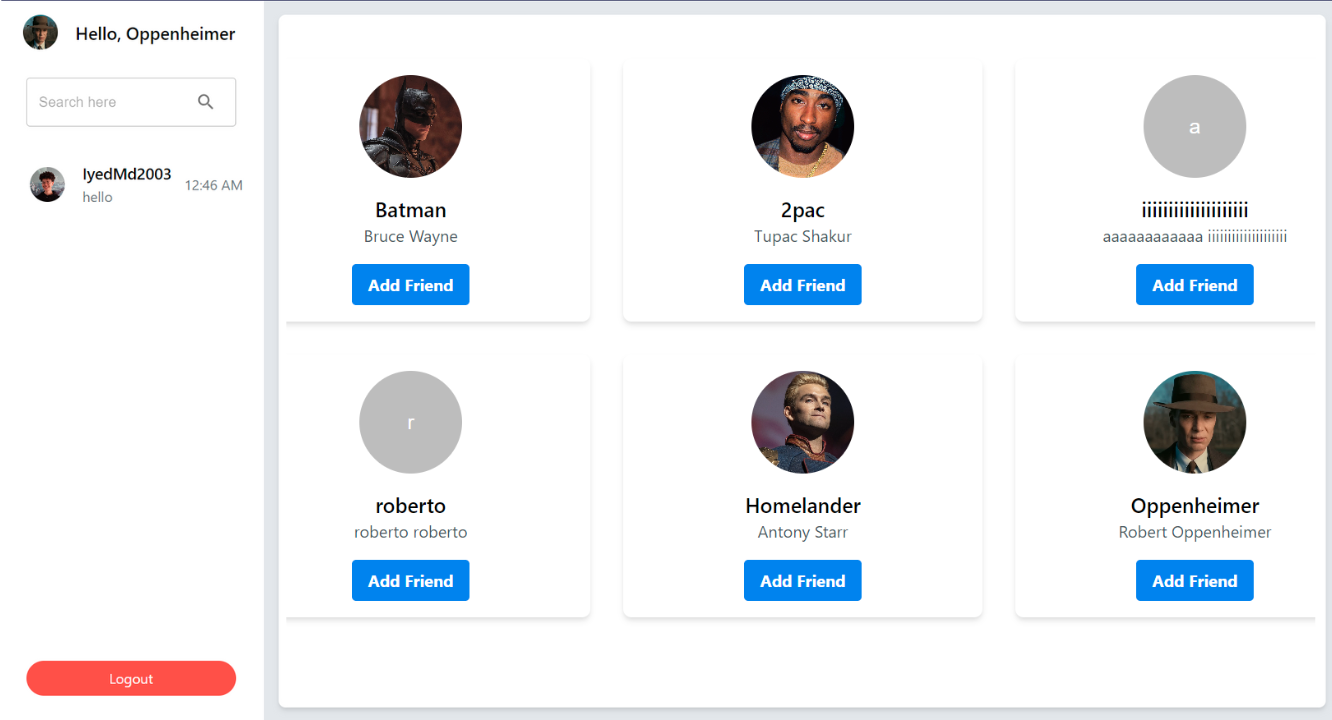 Hello, Oppenheimer
Search here
IyedMd2003
12:46 AM
hello
Logout
Batman
Bruce Wayne
Add Friend
2pac
Tupac Shakur
Add Friend
a
iiiiiiiiiiiiiiiiiiii
aaaaaaaaaaaa iiiiiiiiiiiiiiiiiiii
Add Friend
r
roberto
roberto roberto
Add Friend
Homelander
Antony Starr
Add Friend
Oppenheimer
Robert Oppenheimer
Add Friend